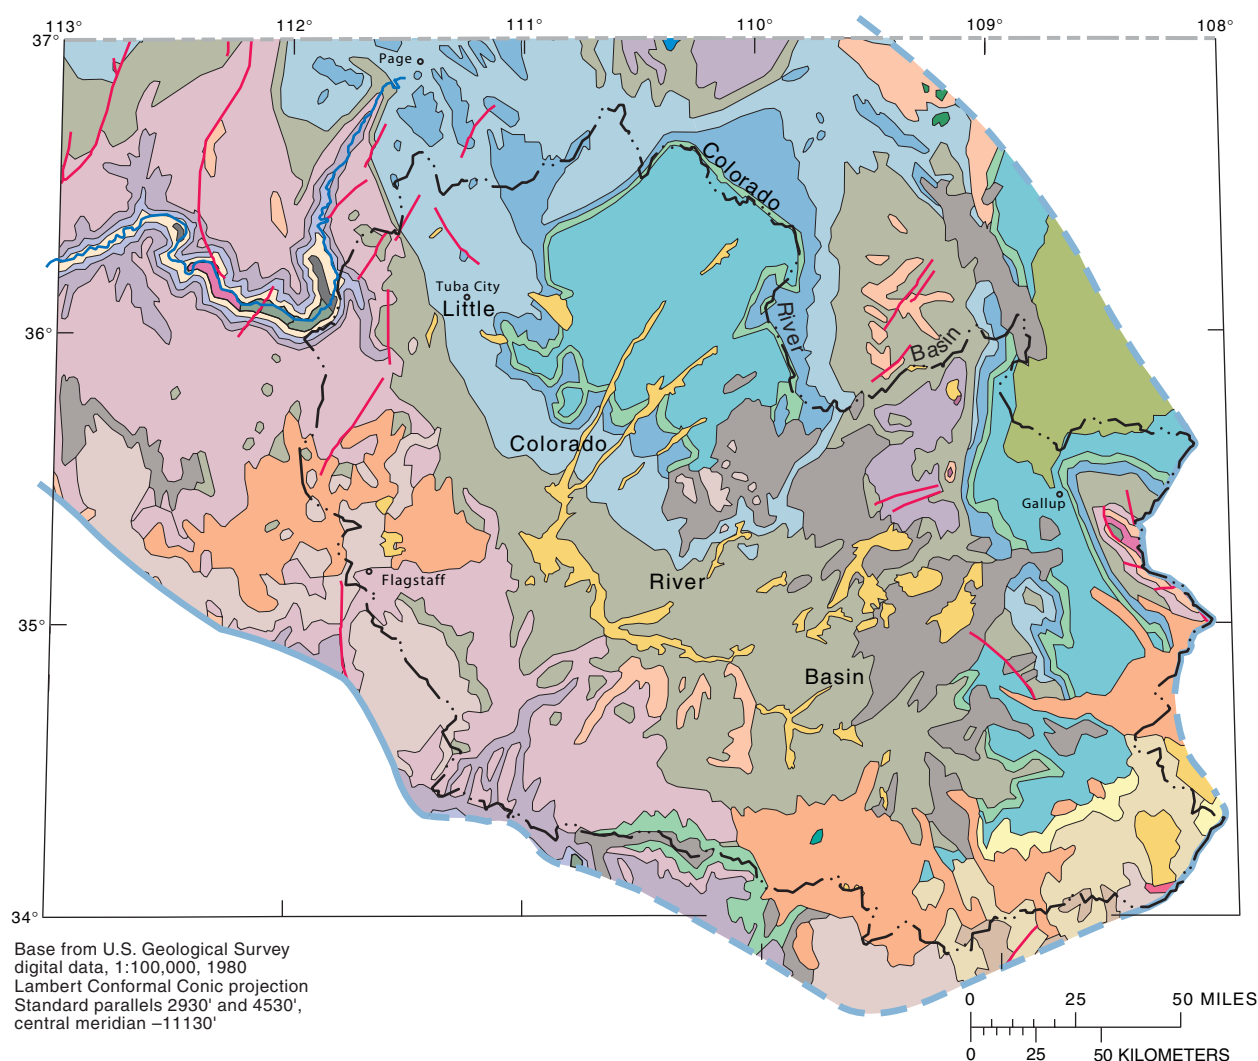 113°
112°
111°
110°
109°
108°
37°
Page
Colorado
Tuba City
Little
River
36°
Basin
Colorado
Gallup
River
Flagstaff
35°
Basin
34°
Base from U.S. Geological Survey
digital data, 1:100,000, 1980
Lambert Conformal Conic projection
Standard parallels 2930' and 4530',
central meridian –11130'
0 25 50 MILES
0 25 50 KILOMETERS